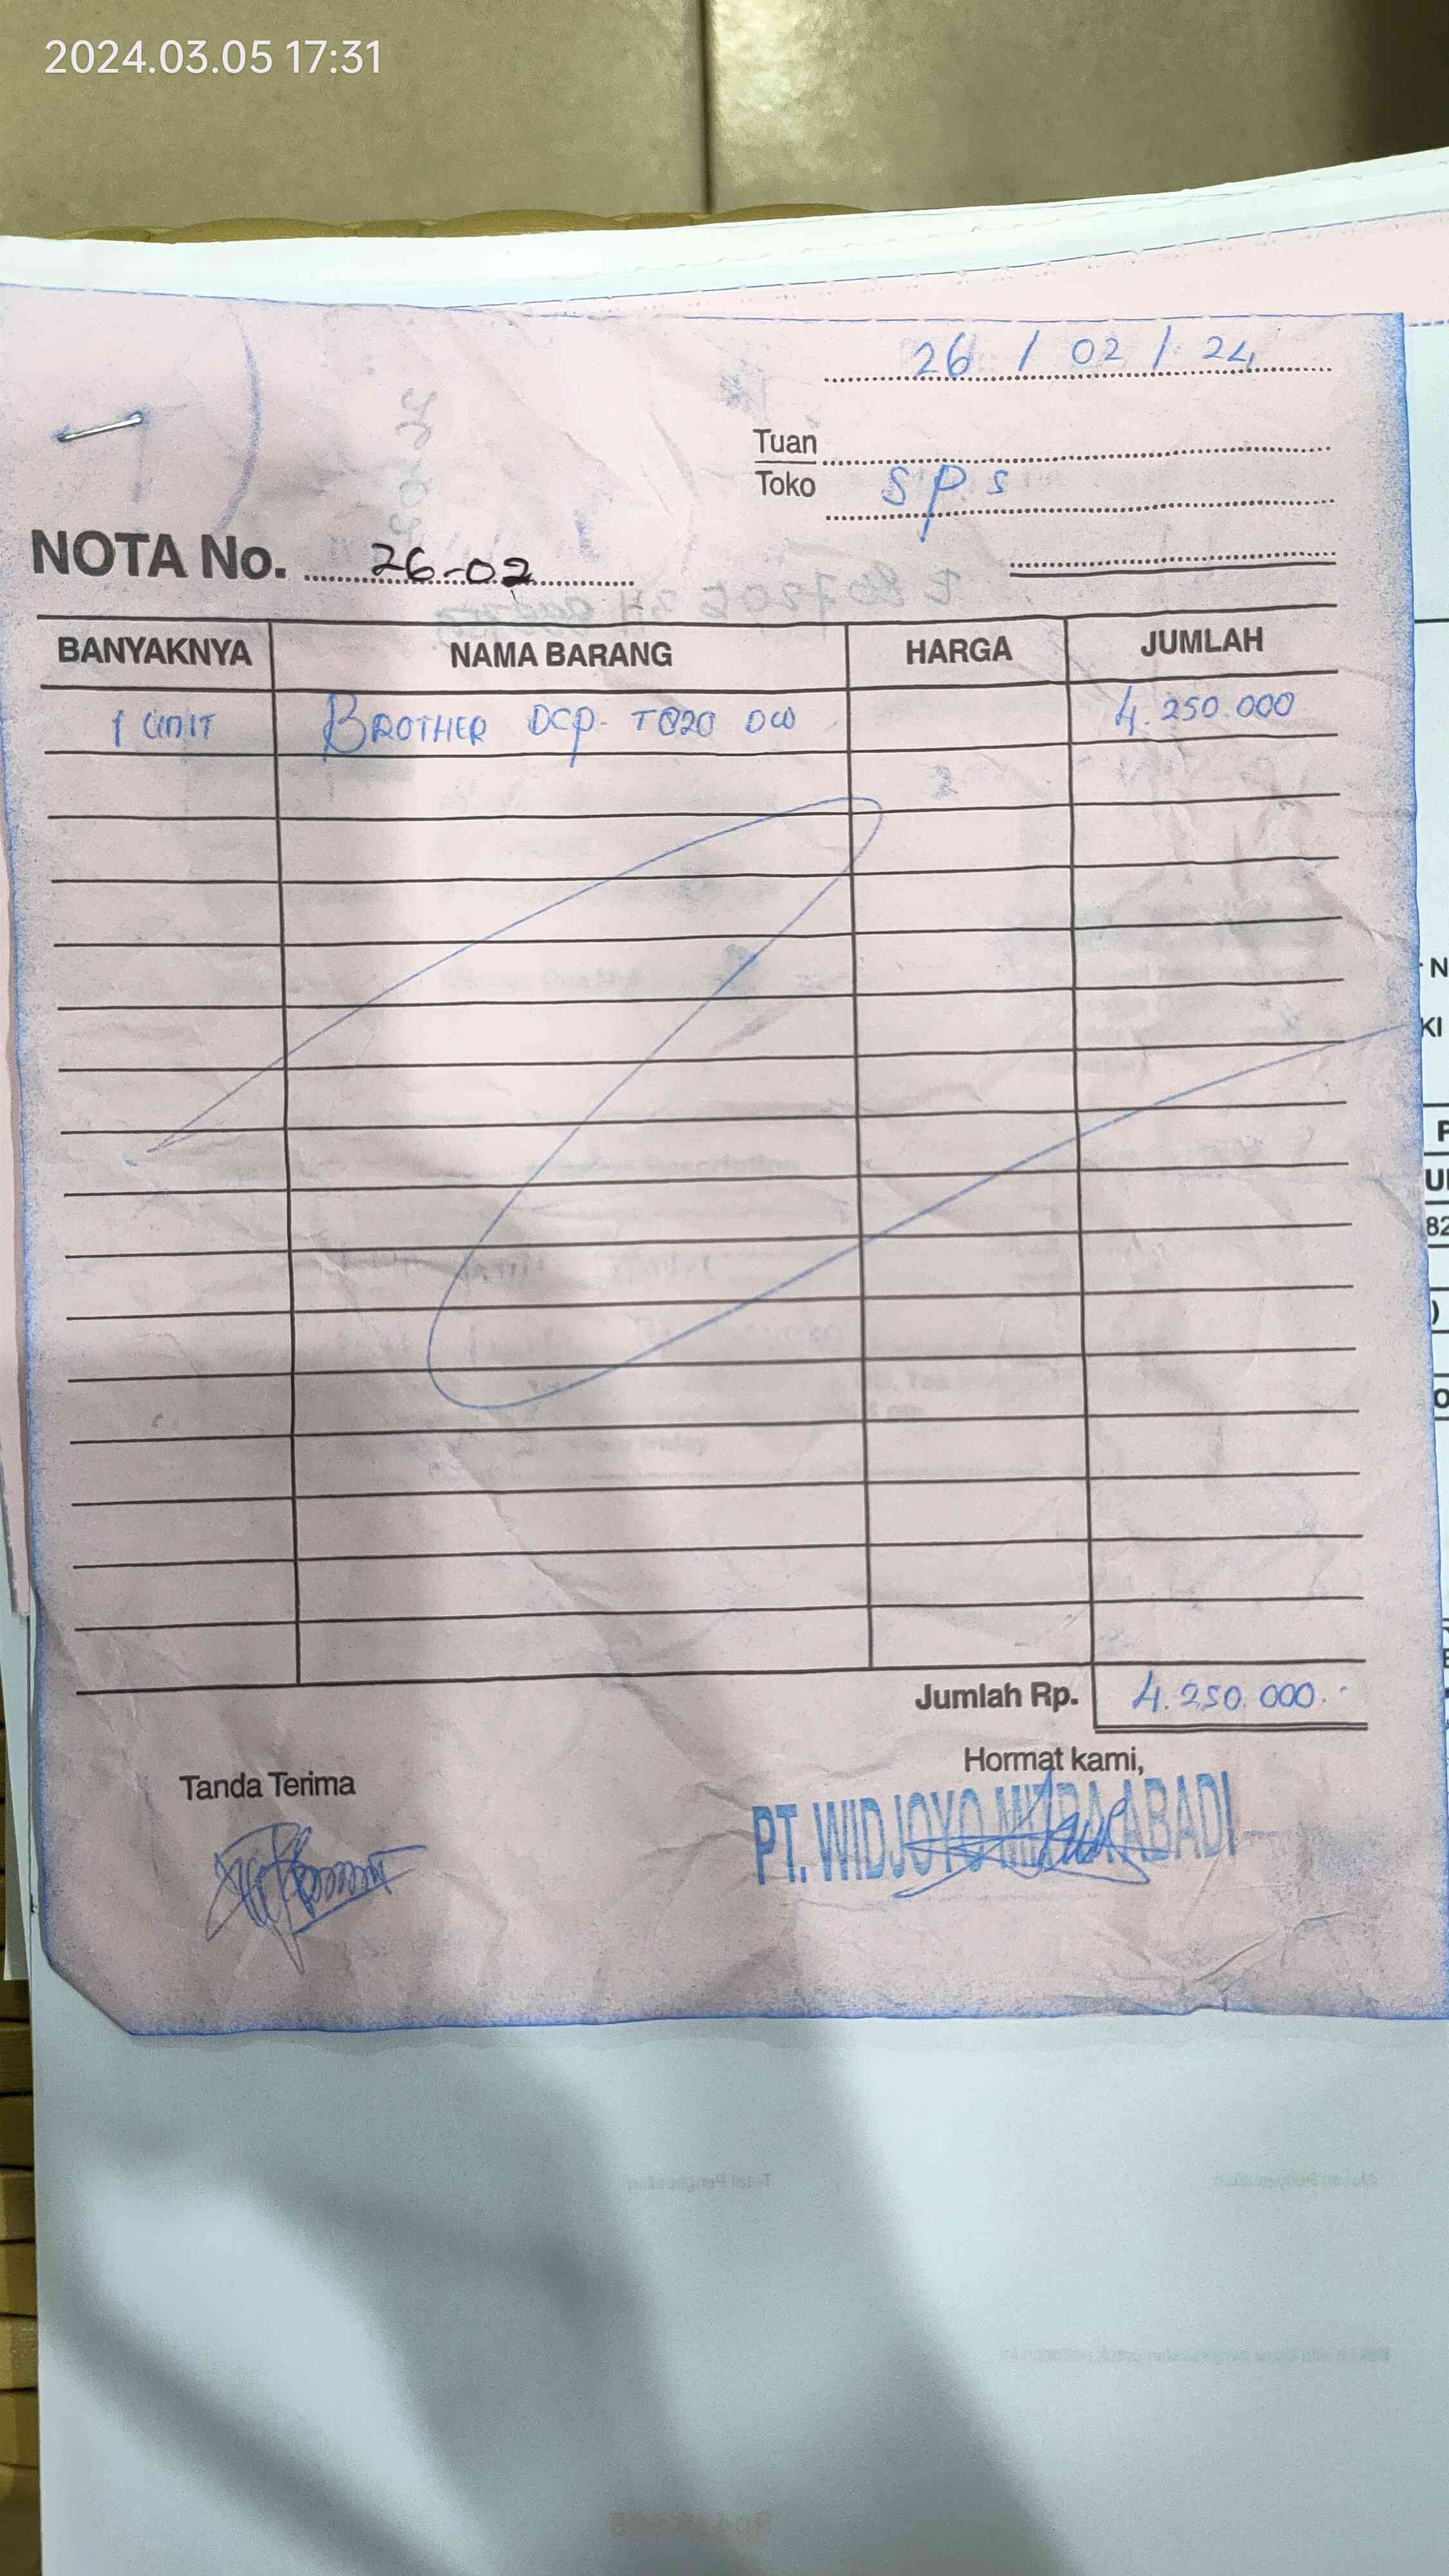 2024.03.05 17:31
26 / 02 / 24
Tuan
Toko SPS
NOTA No. 26-02
BANYAKNYA NAMA BARANG HARGA JUMLAH
1 UNIT BROTHER DCP-T820 DW 4.250.000
Jumlah Rp. 4.250.000
Tanda Terima
Hormat kami,
PT. WIDJOYO MITRA ABADI